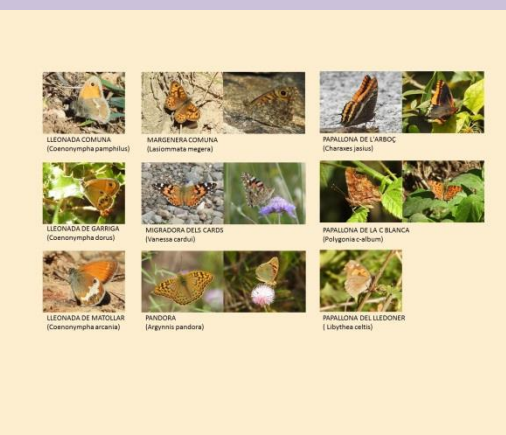 LLEONADA COMUNA
(Coenonympha pamphilus)
MARGENERA COMUNA
(Lasiommata megera)
PAPALLONA DE L'ARBOÇ
(Charaxes jasius)
LLEONADA DE GARRIGA
(Coenonympha dorus)
MIGRADORA DELS CARDS
(Vanessa cardui)
PAPALLONA DE LA C BLANCA
(Polygonia c-album)
LLEONADA DE MATOLLAR
(Coenonympha arcania)
PANDORA
(Argynnis pandora)
PAPALLONA DEL LLEDONER
( Libythea celtis)